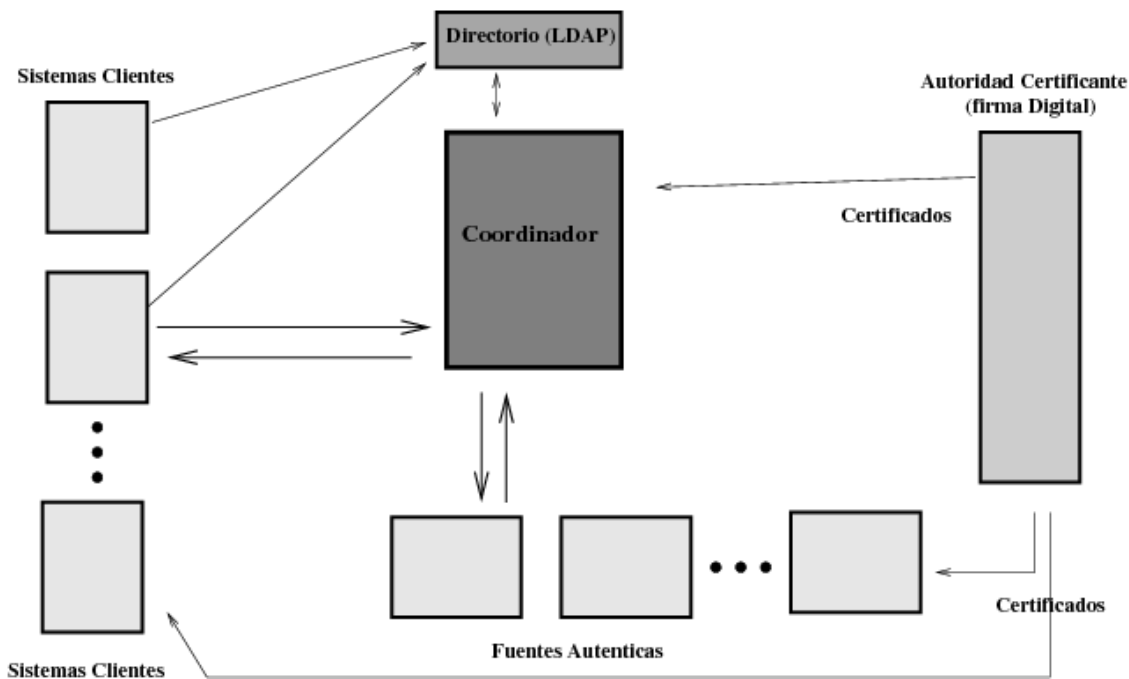 Directorio (LDAP)
Sistemas Clientes
Autoridad Certificante
(firma Digital)
Certificados
Coordinador
Certificados
Fuentes Autenticas
Sistemas Clientes